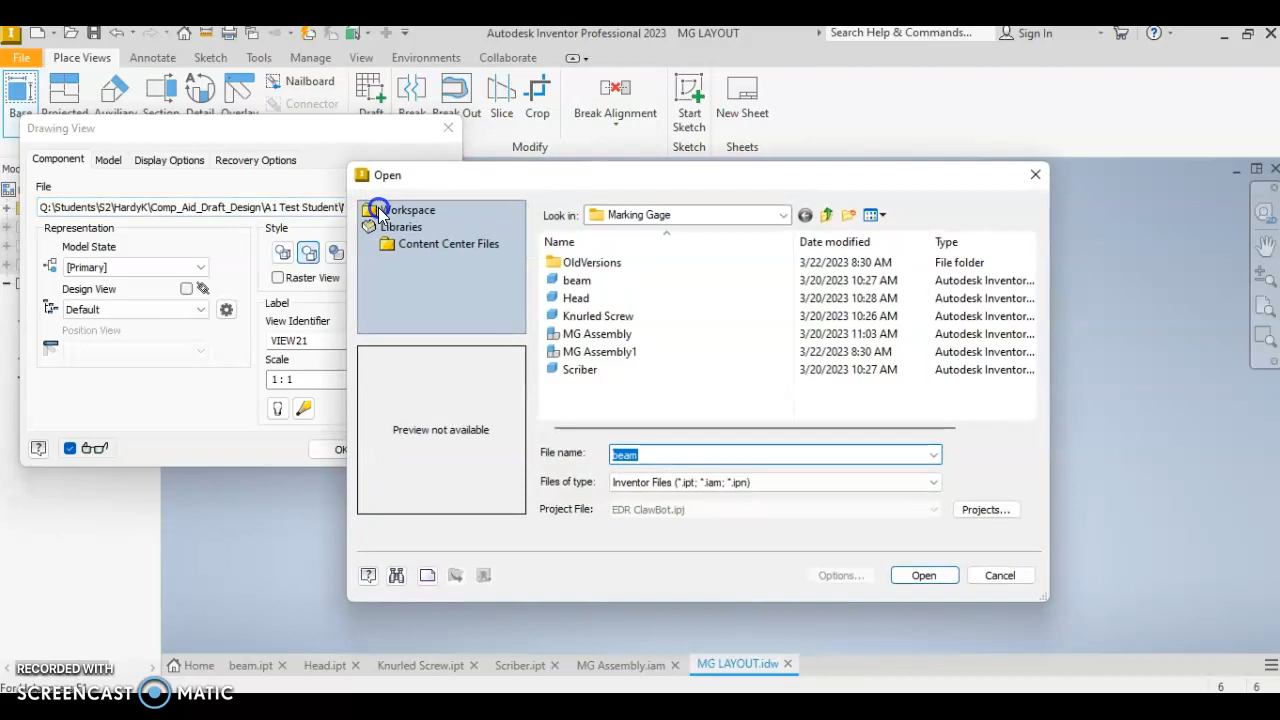 Autodesk Inventor Professional 2023 MG LAYOUT Search Help & Commands... Sign In
File Place Views Annotate Sketch Tools Manage View Environments Collaborate
Base Projected Auxiliary Section Detail Overlay Nailboard Connector Draft Break Break Out Slice Crop Break Alignment Start Sketch New Sheet
Modify Sketch Sheets
Drawing View
Component Model Display Options Recovery Options
File
Q:\Students\S2\HardyK\Comp_Aid_Draft_Design\A1 Test Student\
Representation
Model State
[Primary]
Design View
Default
Position View
Style
Raster View
Label
View Identifier
VIEW21
Scale
1 : 1
OK
Open
Workspace
Libraries
Content Center Files
Preview not available
Look in: Marking Gage
Name Date modified Type
OldVersions 3/22/2023 8:30 AM File folder
beam 3/20/2023 10:27 AM Autodesk Inventor...
Head 3/20/2023 10:28 AM Autodesk Inventor...
Knurled Screw 3/20/2023 10:26 AM Autodesk Inventor...
MG Assembly 3/20/2023 11:03 AM Autodesk Inventor...
MG Assembly1 3/22/2023 8:30 AM Autodesk Inventor...
Scriber 3/20/2023 10:27 AM Autodesk Inventor...
File name: beam
Files of type: Inventor Files (*.ipt; *.iam; *.ipn)
Project File: EDR ClawBot.ipj Projects...
Options... Open Cancel
Home beam.ipt Head.ipt Knurled Screw.ipt Scriber.ipt MG Assembly.iam MG LAYOUT.idw
RECORDED WITH
SCREENCAST MATIC
6 6